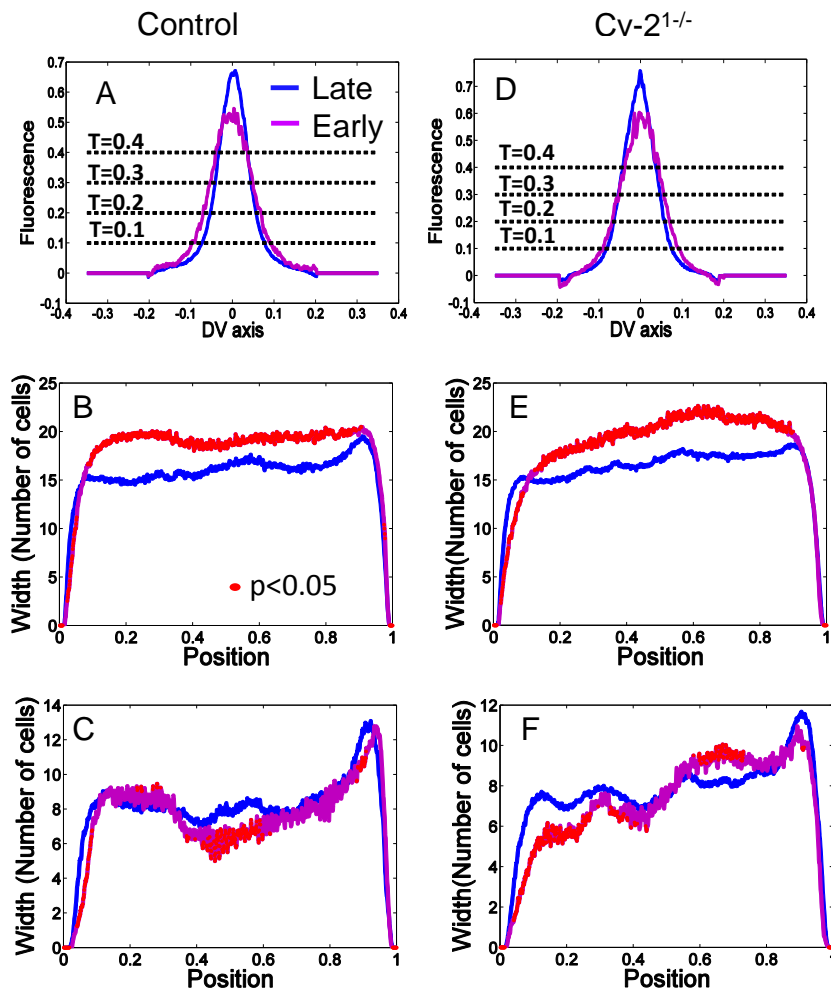 Control
Cv-2¹⁻/⁻
A
Late
Early
T=0.4
T=0.3
T=0.2
T=0.1
Fluorescence
0.7
0.6
0.5
0.4
0.3
0.2
0.1
0
-0.1
-0.4 -0.3 -0.2 -0.1 0 0.1 0.2 0.3 0.4
DV axis
D
T=0.4
T=0.3
T=0.2
T=0.1
Fluorescence
0.7
0.6
0.5
0.4
0.3
0.2
0.1
0
-0.1
-0.4 -0.3 -0.2 -0.1 0 0.1 0.2 0.3 0.4
DV axis
B
Width (Number of cells)
25
20
15
10
5
0
p<0.05
0 0.2 0.4 0.6 0.8 1
Position
E
Width(Number of cells)
25
20
15
10
5
0
0 0.2 0.4 0.6 0.8 1
Position
C
Width (Number of cells)
14
12
10
8
6
4
2
0
0 0.2 0.4 0.6 0.8 1
Position
F
Width(Number of cells)
12
10
8
6
4
2
0
0 0.2 0.4 0.6 0.8 1
Position